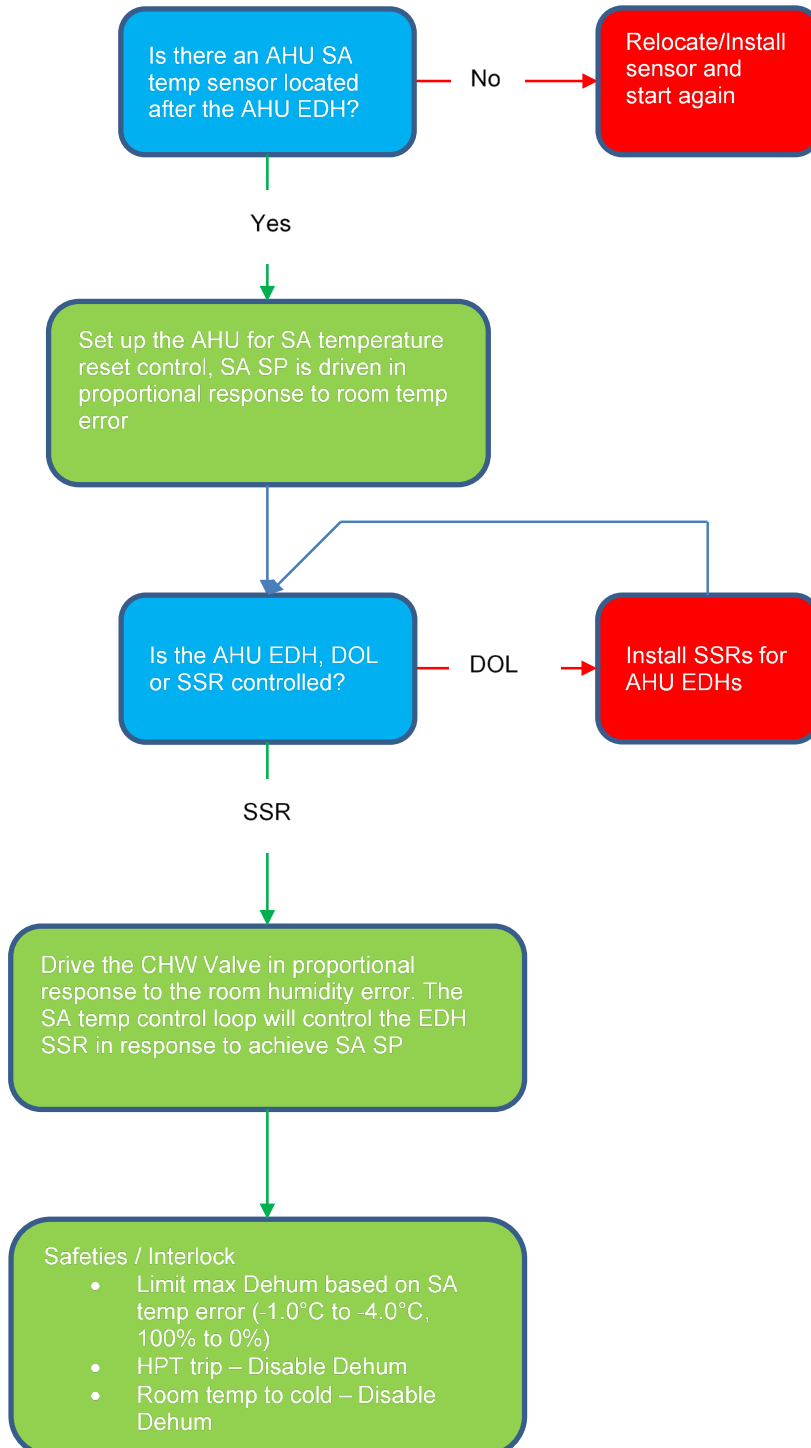 Is there an AHU SA
temp sensor located
after the AHU EDH?
No
Relocate/Install
sensor and
start again
Yes
Set up the AHU for SA temperature
reset control, SA SP is driven in
proportional response to room temp
error
Is the AHU EDH, DOL
or SSR controlled?
DOL
Install SSRs for
AHU EDHs
SSR
Drive the CHW Valve in proportional
response to the room humidity error. The
SA temp control loop will control the EDH
SSR in response to achieve SA SP
Safeties / Interlock
• Limit max Dehum based on SA
temp error (-1.0°C to -4.0°C,
100% to 0%)
• HPT trip – Disable Dehum
• Room temp to cold – Disable
Dehum